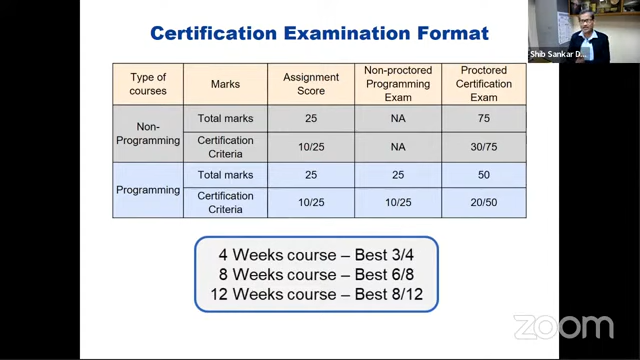 Certification Examination Format
Shib Sankar D...
Type of courses Marks Assignment Score Non-proctored Programming Exam Proctored Certification Exam
Non-Programming Total marks 25 NA 75
Certification Criteria 10/25 NA 30/75
Programming Total marks 25 25 50
Certification Criteria 10/25 10/25 20/50
4 Weeks course – Best 3/4
8 Weeks course – Best 6/8
12 Weeks course – Best 8/12
zoom